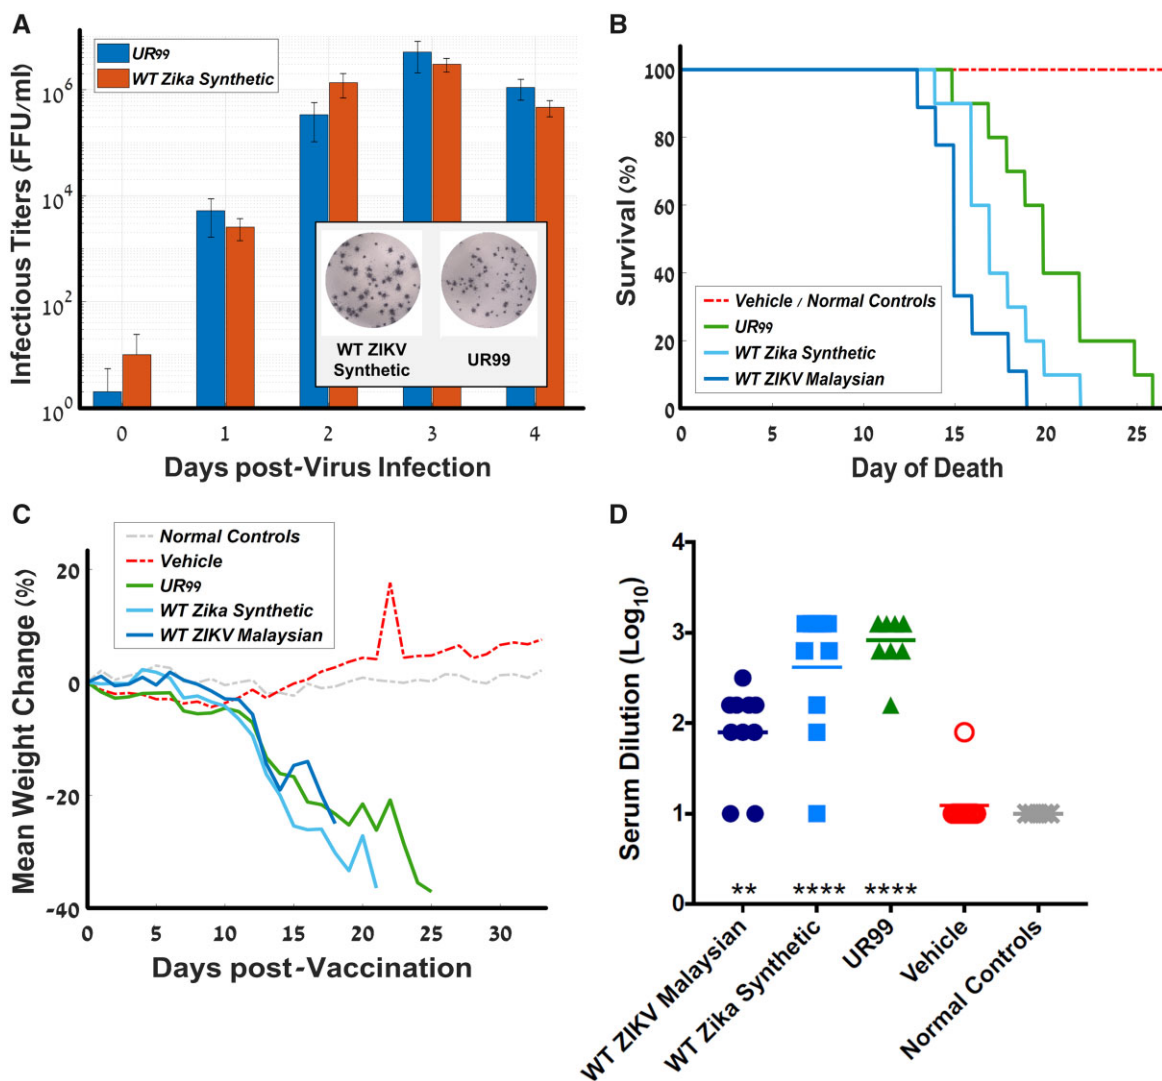 A
UR99
WT Zika Synthetic
Infectious Titers (FFU/ml)
10^6
10^4
10^2
10^0
WT ZIKV
Synthetic
UR99
0 1 2 3 4
Days post-Virus Infection
B
Survival (%)
100
80
60
40
20
0
Vehicle / Normal Controls
UR99
WT Zika Synthetic
WT ZIKV Malaysian
0 5 10 15 20 25
Day of Death
C
Normal Controls
Vehicle
UR99
WT Zika Synthetic
WT ZIKV Malaysian
Mean Weight Change (%)
20
0
-20
-40
0 5 10 15 20 25 30
Days post-Vaccination
D
Serum Dilution (Log10)
4
3
2
1
0
** **** ****
WT ZIKV Malaysian
WT Zika Synthetic
UR99
Vehicle
Normal Controls